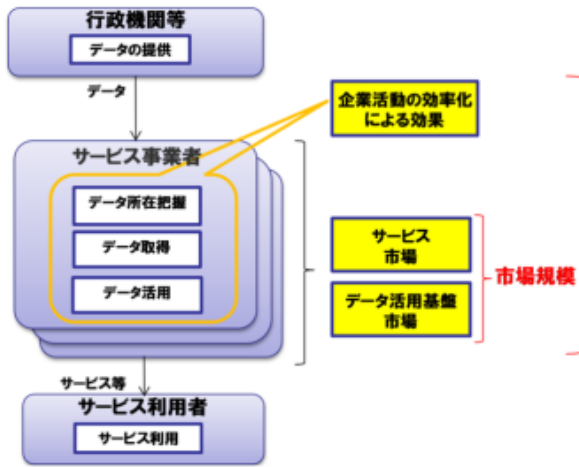 行政機関等
データの提供
データ
サービス事業者
データ所在把握
データ取得
データ活用
サービス等
サービス利用者
サービス利用
企業活動の効率化
による効果
サービス
市場
データ活用基盤
市場
市場規模